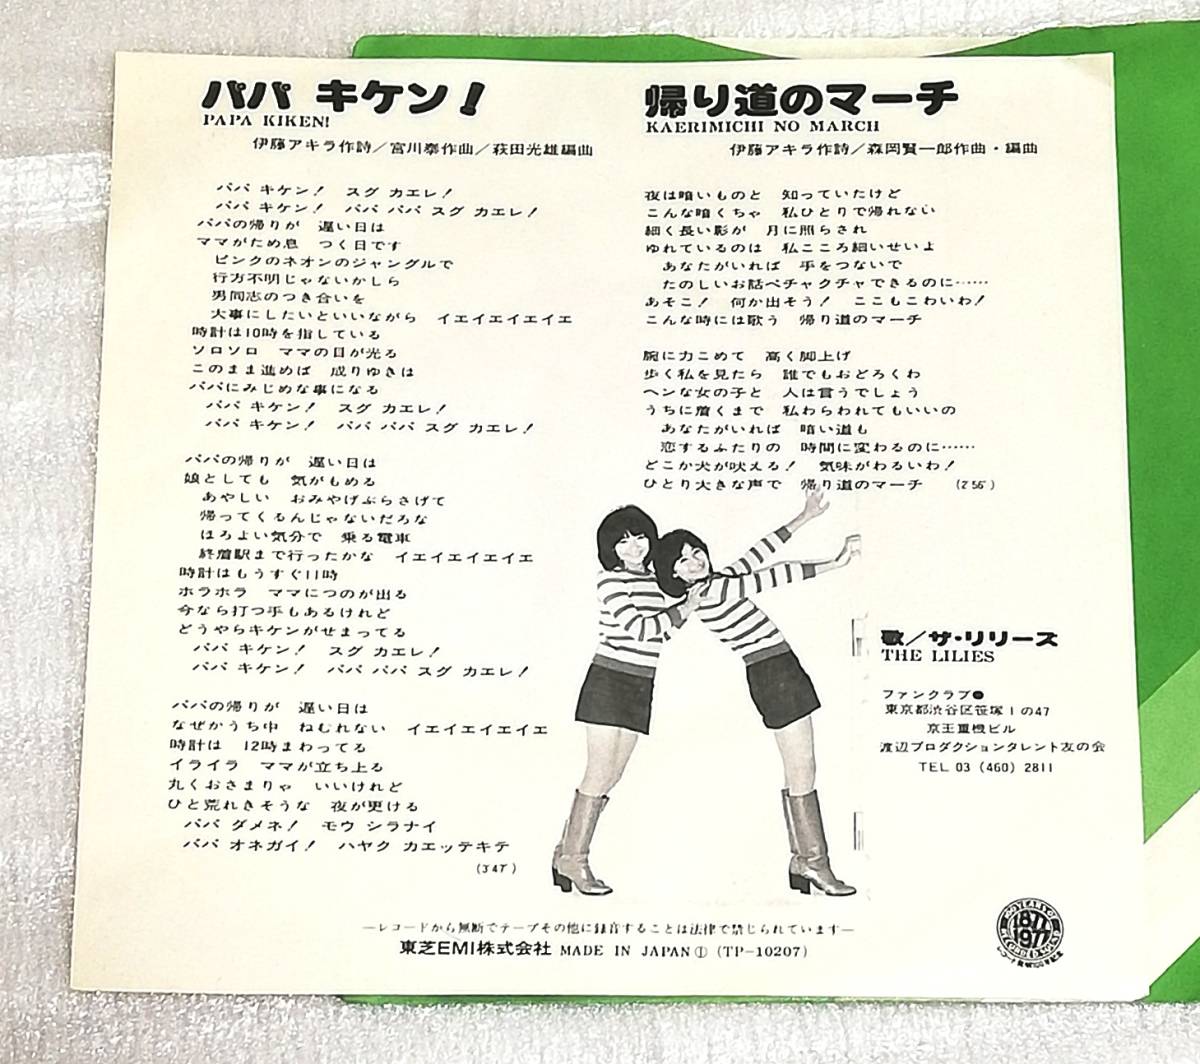 パパ キケン！
PAPA KIKEN!
伊藤アキラ作詩／宮川泰作曲／萩田光雄編曲
パパ キケン！ スグ カエレ！
パパ キケン！ パパ パパ スグ カエレ！
パパの帰りが 遅い日は
ママがため息 つく日です
ピンクのネオンのジャングルで
行方不明じゃないかしら
男同志のつき合いを
大事にしたいといいながら イエイエイエイエ
時計は10時を指している
ソロソロ ママの目が光る
このまま進めば 成りゆきは
パパにみじめな事になる
パパ キケン！ スグ カエレ！
パパ キケン！ パパ パパ スグ カエレ！
パパの帰りが 遅い日は
娘としても 気がもめる
あやしい おみやげぶらさげて
帰ってくるんじゃないだろな
ほろよい気分で 乗る電車
終着駅まで行ったかな イエイエイエイエ
時計はもうすぐ11時
ホラホラ ママにつのが出る
今なら打つ手もあるけれど
どうやらキケンがせまってる
パパ キケン！ スグ カエレ！
パパ キケン！ パパ パパ スグ カエレ！
パパの帰りが 遅い日は
なぜかうち中 ねむれない イエイエイエイエ
時計は 12時まわってる
イライラ ママが立ち上る
丸くおさまりゃ いいけれど
ひと荒れきそうな 夜が更ける
パパ ダメネ！ モウ シラナイ
パパ オネガイ！ ハヤク カエッテキテ
(3'47")
帰り道のマーチ
KAERIMICHI NO MARCH
伊藤アキラ作詩／森岡賢一郎作曲・編曲
夜は暗いものと 知っていたけど
こんな暗くちゃ 私ひとりで帰れない
細く長い影が 月に照らされ
ゆれているのは 私こころ細いせいよ
あなたがいれば 手をつないで
たのしいお話ペチャクチャできるのに……
あそこ！ 何か出そう！ ここもこわいわ！
こんな時には歌う 帰り道のマーチ
腕に力こめて 高く脚上げ
歩く私を見たら 誰でもおどろくわ
ヘンな女の子と 人は言うでしょう
うちに着くまで 私わらわれてもいいの
あなたがいれば 暗い道も
恋するふたりの 時間に変わるのに……
どこか犬が吠える！ 気味がわるいわ！
ひとり大きな声で 帰り道のマーチ (2'56")
歌／ザ・リリーズ
THE LILIES
ファンクラブ●
東京都渋谷区笹塚1の47
京王重機ビル
渡辺プロダクションタレント友の会
TEL 03 (460) 2811
—レコードから無断でテープその他に録音することは法律で禁じられています—
東芝EMI株式会社 MADE IN JAPAN ① (TP-10207)
100 YEARS OF
1877
1977
RECORDED SOUND